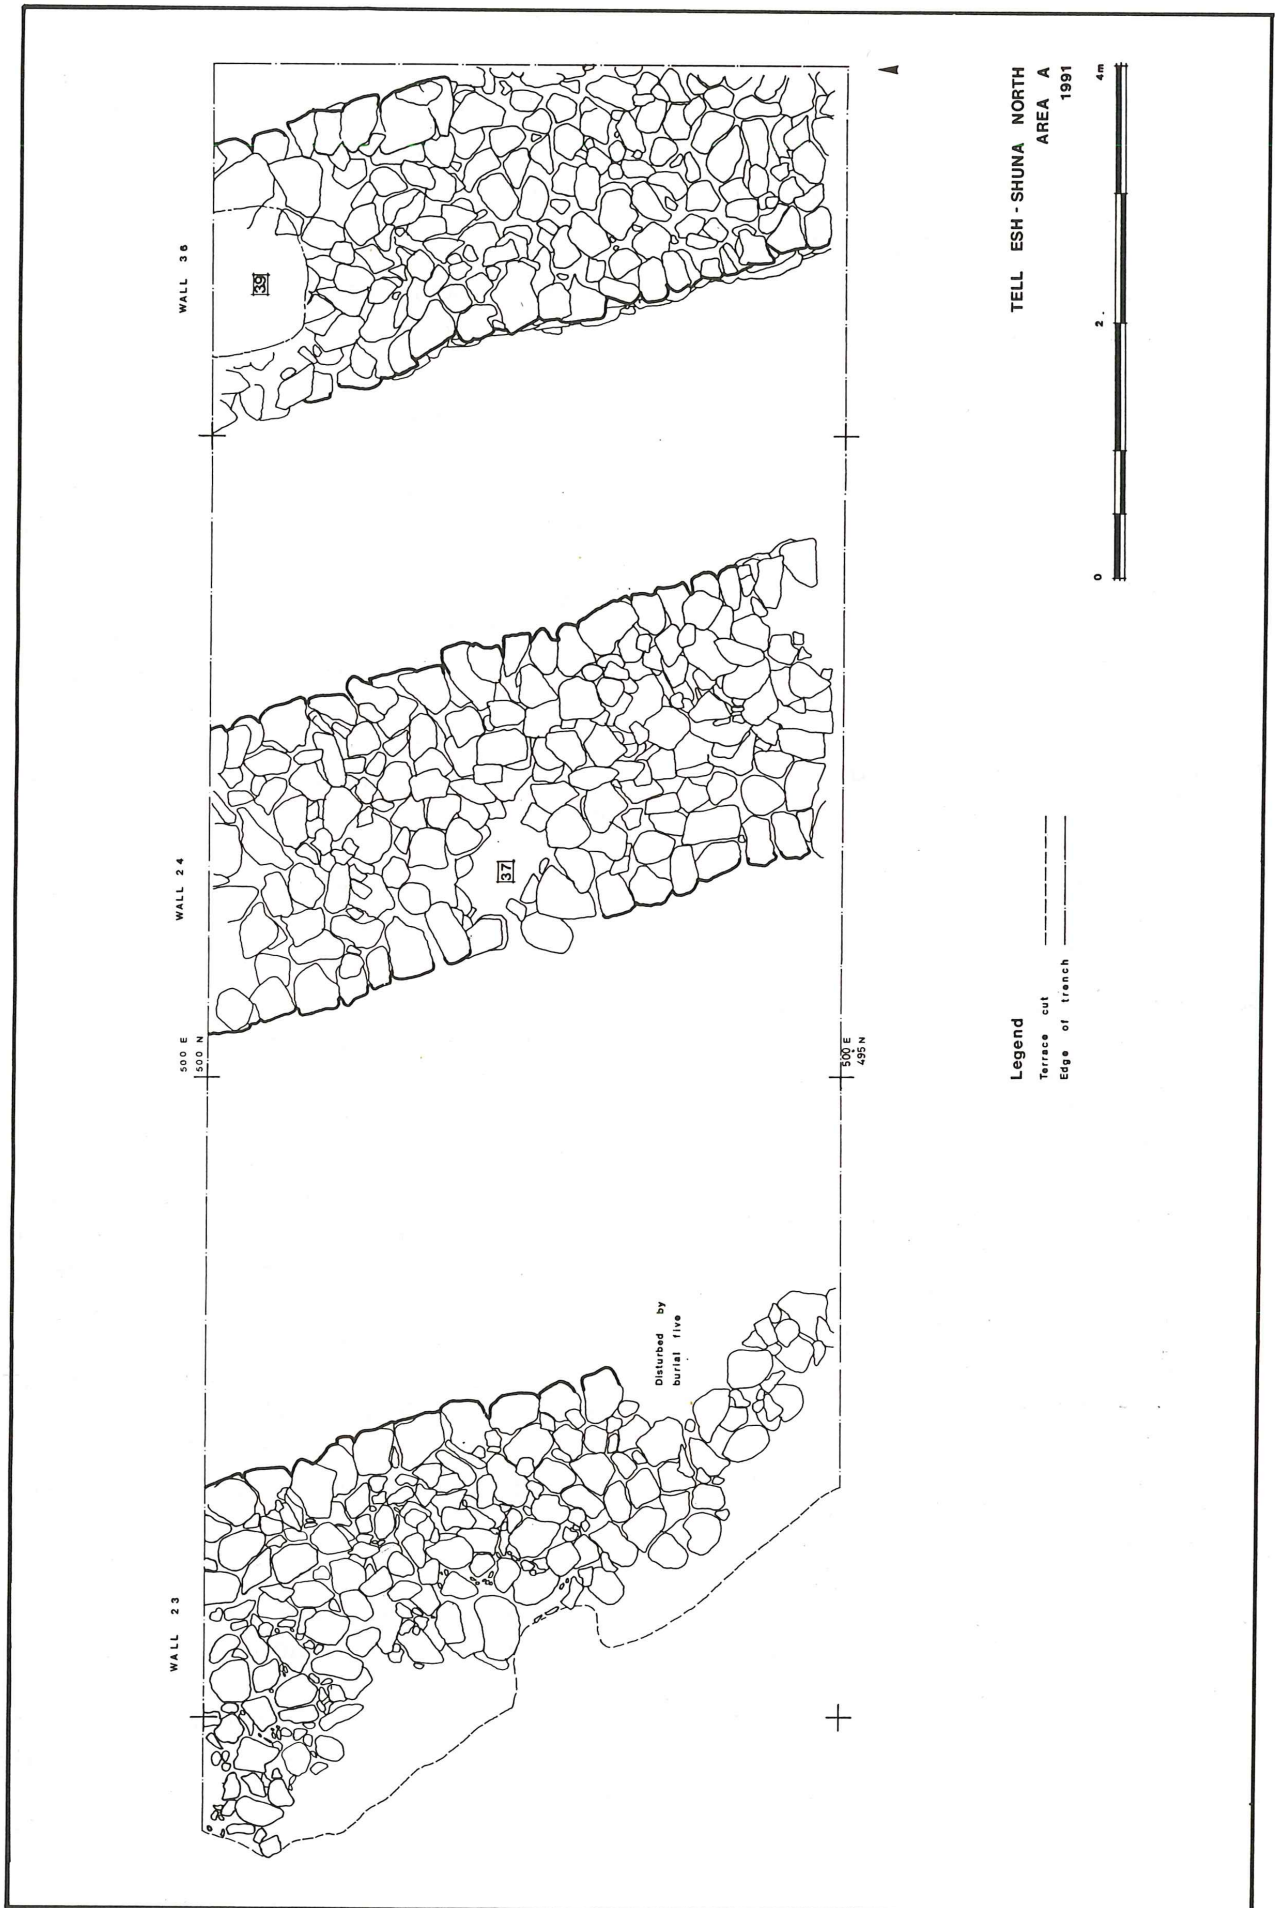 TELL ESH-SHUNA NORTH
AREA A
1991
0
2
4m
WALL 23
WALL 24
WALL 36
500 E
500 N
37
39
Disturbed by
burial five
500 E
495 N
Legend
Terrace cut
Edge of trench